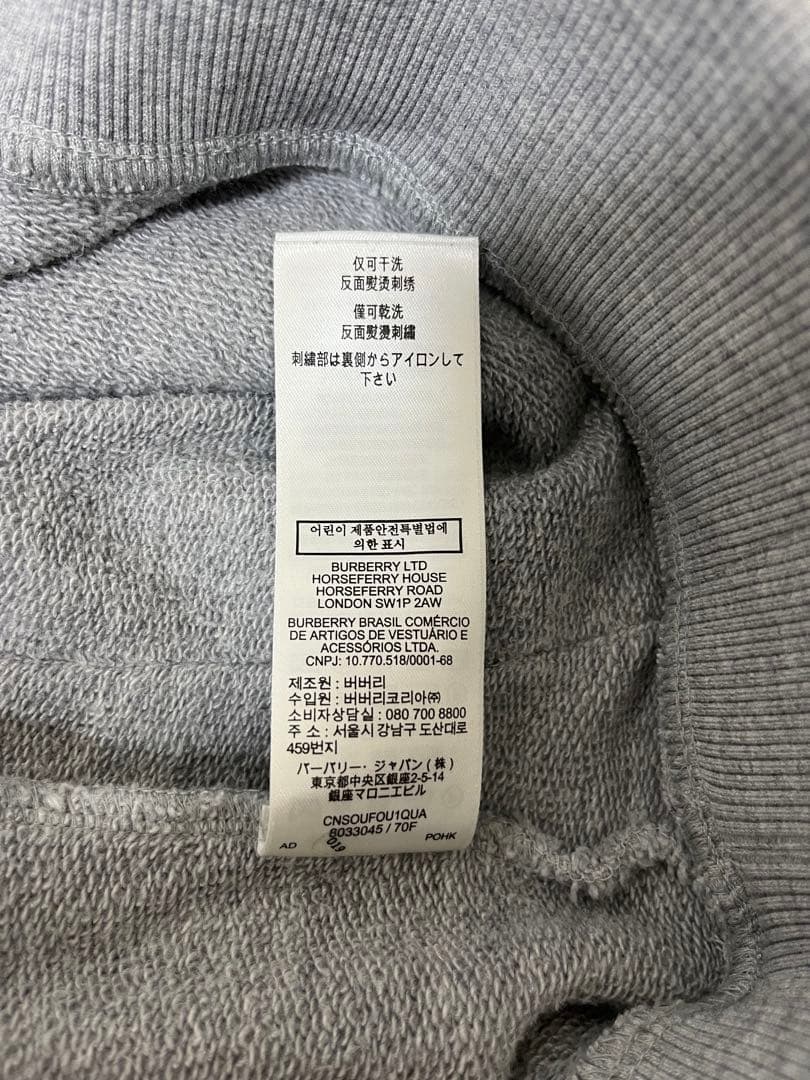 仅可干洗
反面熨烫刺绣
僅可乾洗
反面熨燙刺繡
刺繍部は裏側からアイロンして
下さい
어린이 제품안전특별법에
의한 표시
BURBERRY LTD
HORSEFERRY HOUSE
HORSEFERRY ROAD
LONDON SW1P 2AW
BURBERRY BRASIL COMÉRCIO
DE ARTIGOS DE VESTUÁRIO E
ACESSÓRIOS LTDA.
CNPJ: 10.770.518/0001-68
제조원 : 버버리
수입원 : 버버리코리아㈜
소비자상담실 : 080 700 8800
주 소 : 서울시 강남구 도산대로
459번지
バーバリー・ジャパン(株)
東京都中央区銀座2-5-14
銀座マロニエビル
CNSOUFOU1QUA
8033045 / 70F
AD
019
POHK